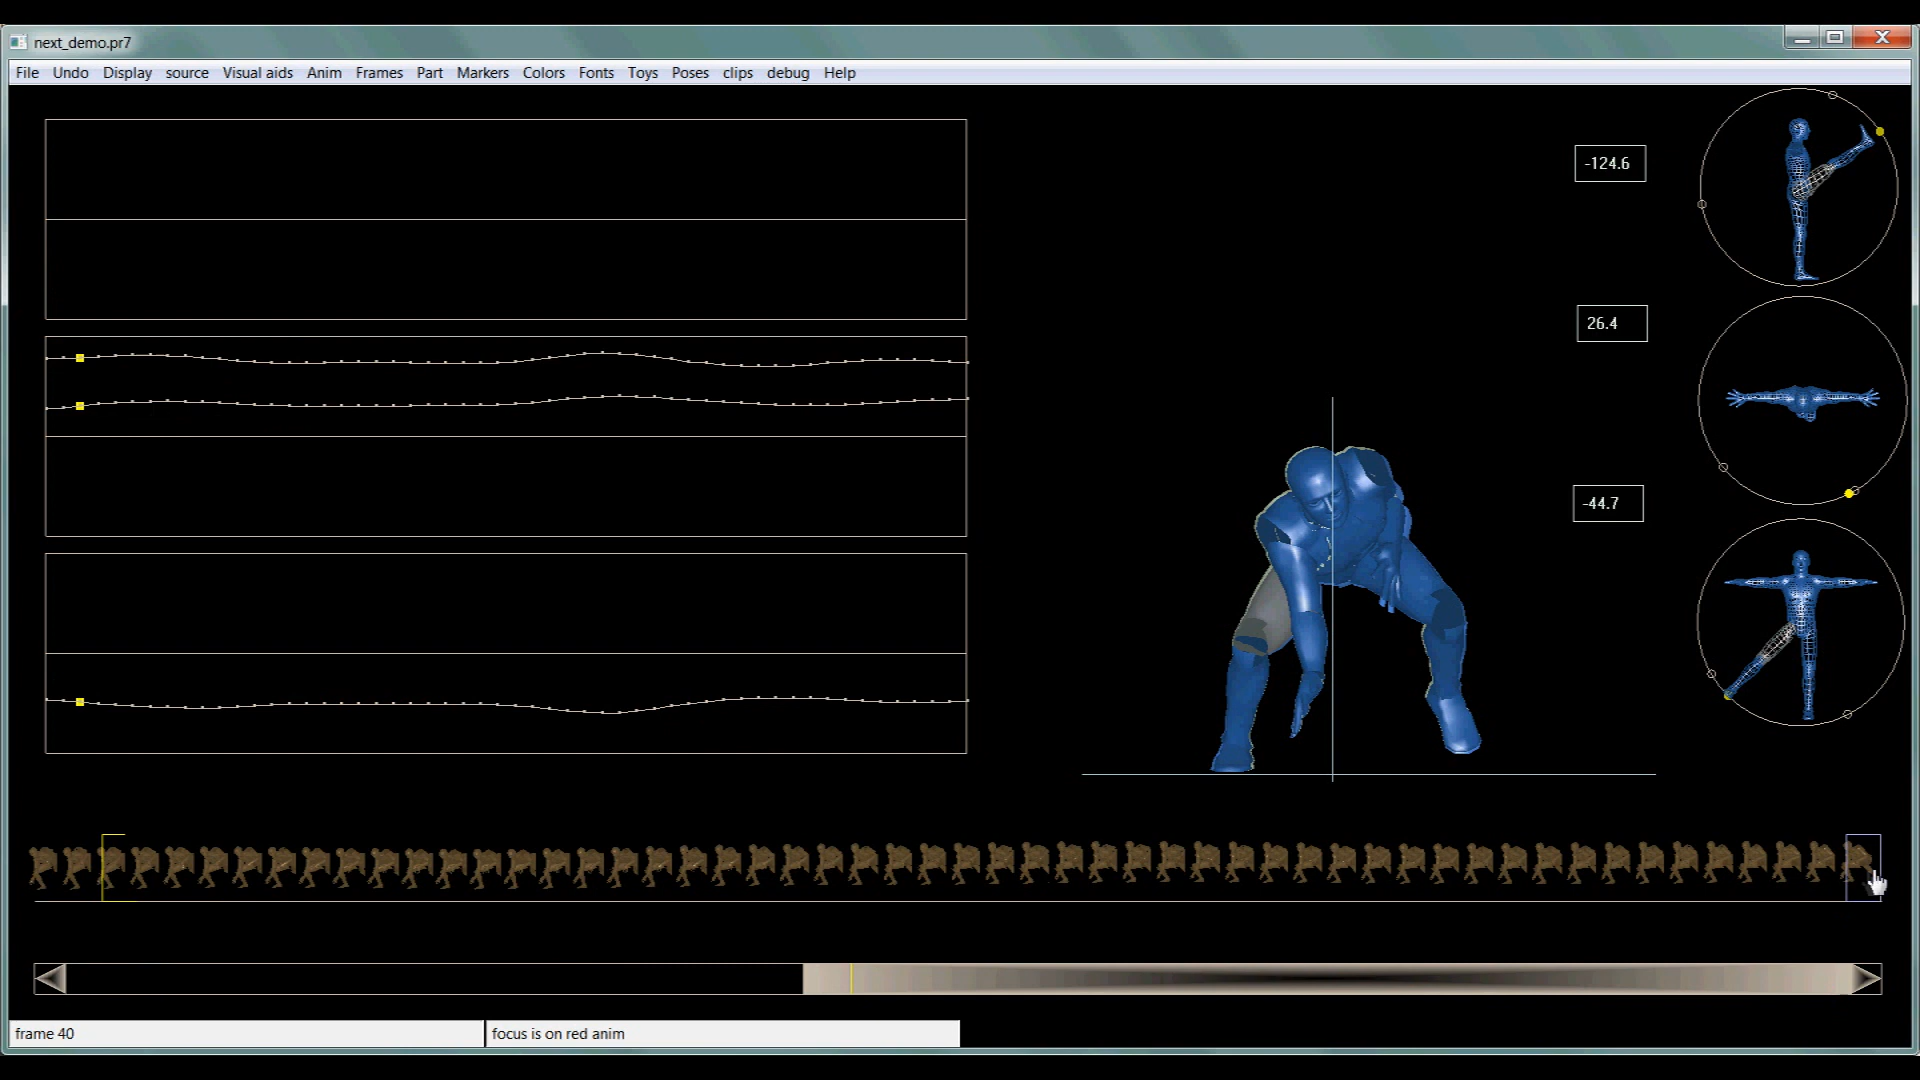 next_demo.pr7
File Undo Display source Visual aids Anim Frames Part Markers Colors Fonts Toys Poses clips debug Help
-124.6
26.4
-44.7
frame 40
focus is on red anim